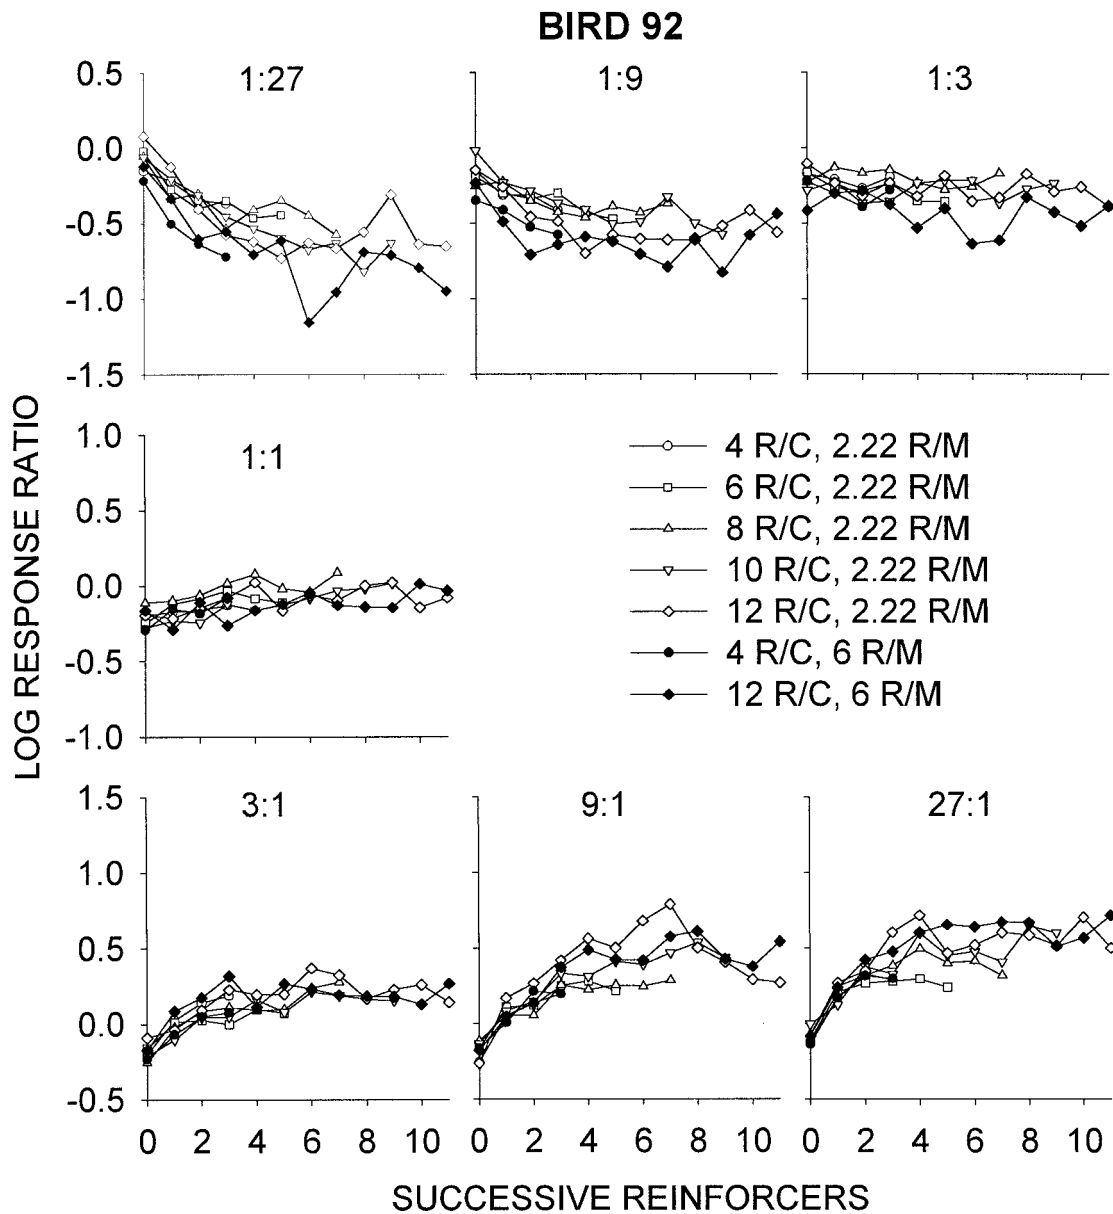 BIRD 92
1:27
1:9
1:3
0.5
0.0
-0.5
-1.0
-1.5
LOG RESPONSE RATIO
1:1
1.0
0.5
0.0
-0.5
-1.0
4 R/C, 2.22 R/M
6 R/C, 2.22 R/M
8 R/C, 2.22 R/M
10 R/C, 2.22 R/M
12 R/C, 2.22 R/M
4 R/C, 6 R/M
12 R/C, 6 R/M
3:1
9:1
27:1
1.5
1.0
0.5
0.0
-0.5
0 2 4 6 8 10
0 2 4 6 8 10
0 2 4 6 8 10
SUCCESSIVE REINFORCERS